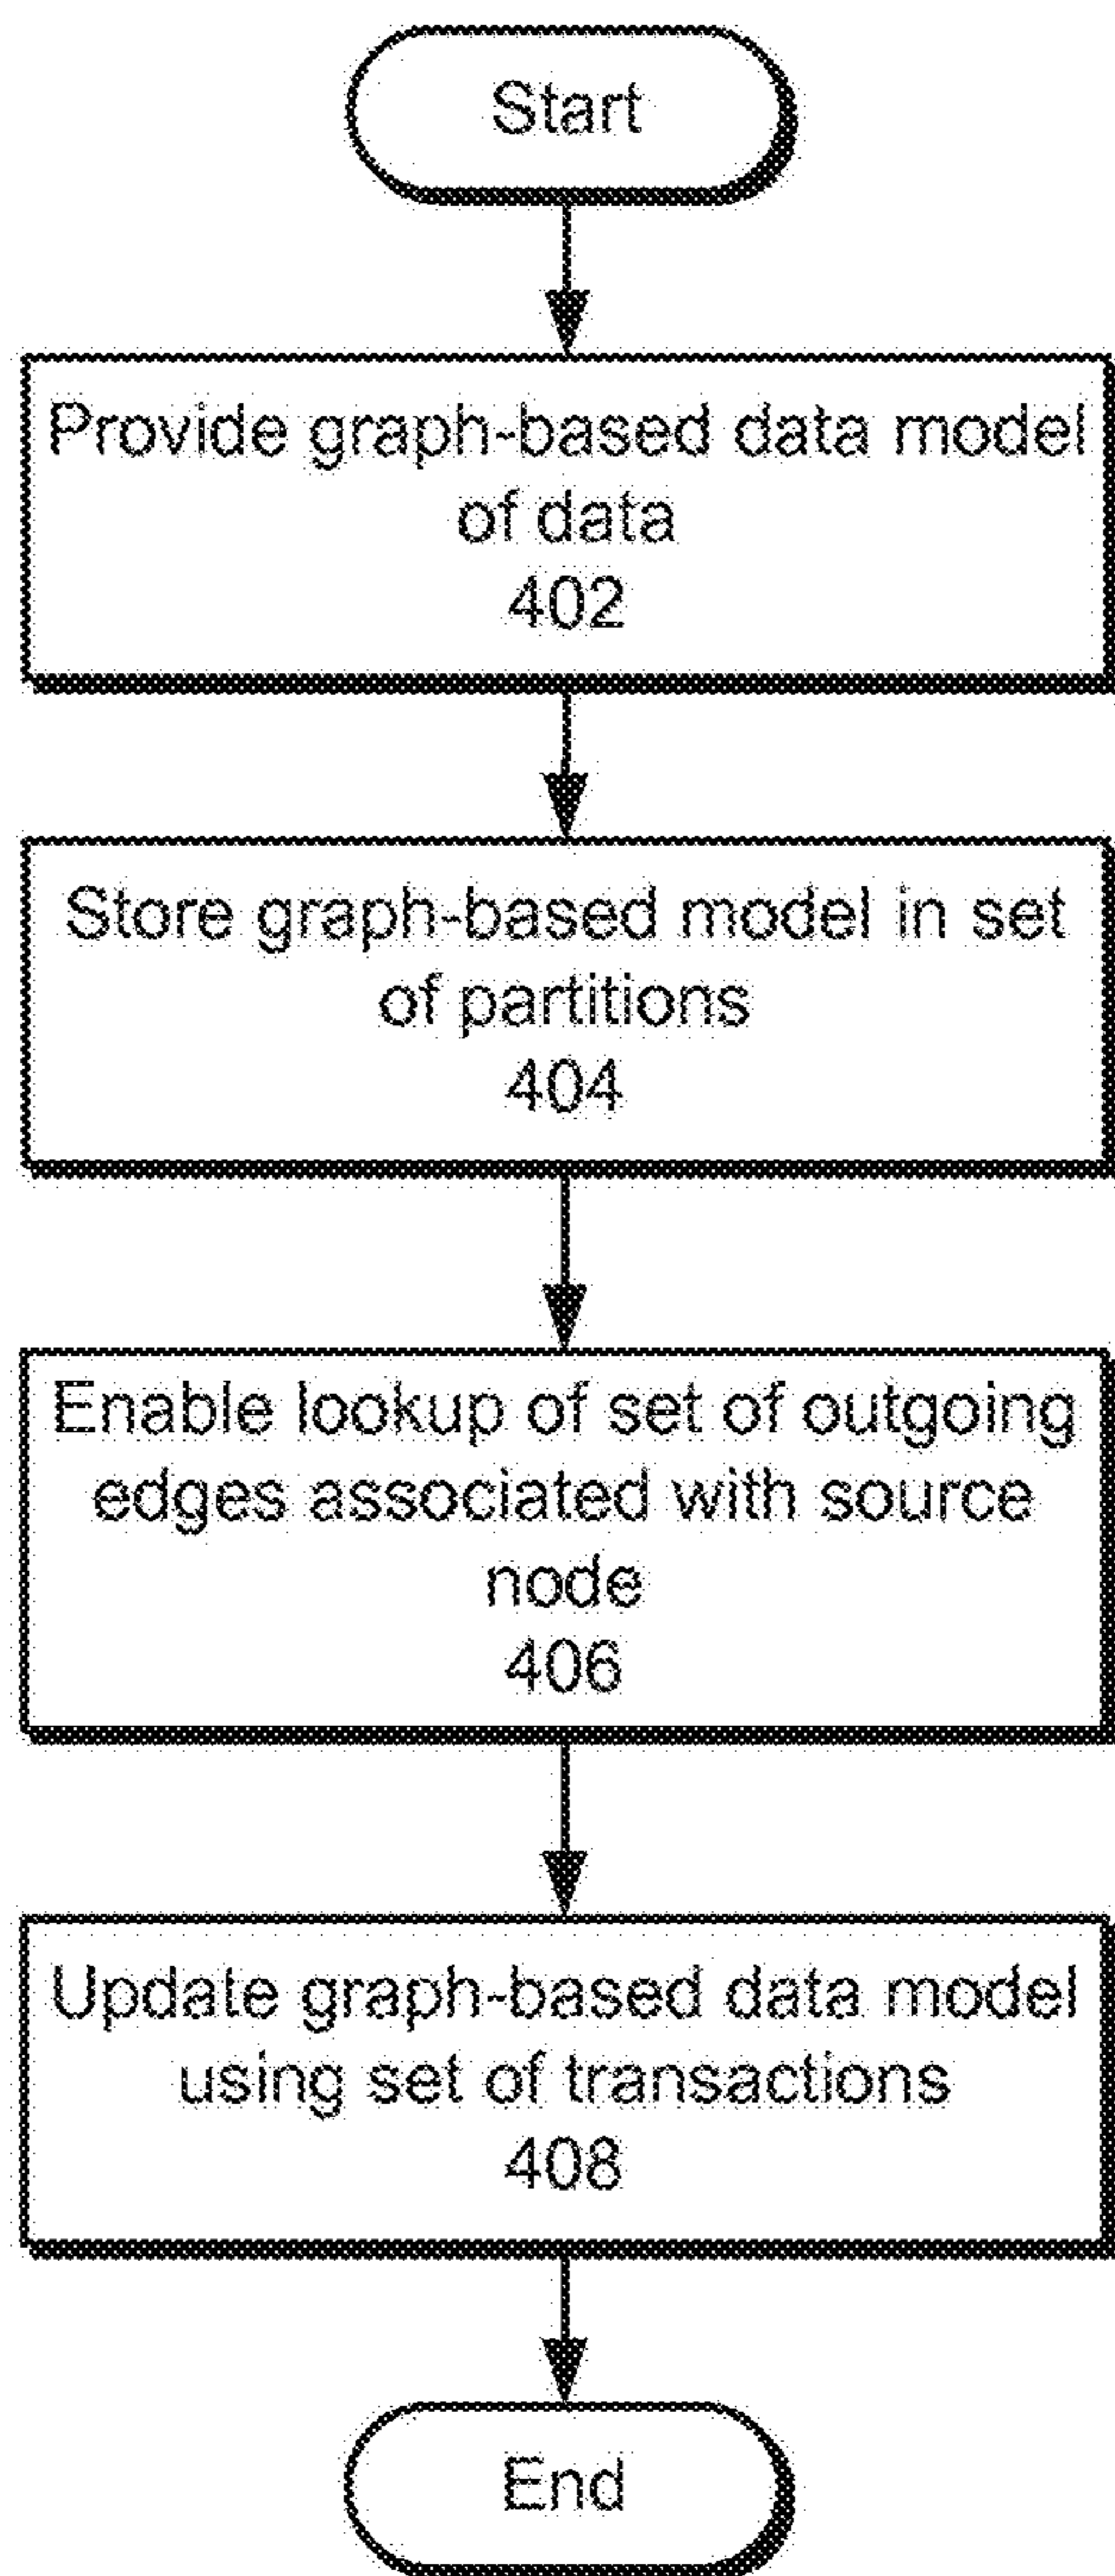 Start
Provide graph-based data model
of data
402
Store graph-based model in set
of partitions
404
Enable lookup of set of outgoing
edges associated with source
node
406
Update graph-based data model
using set of transactions
408
End